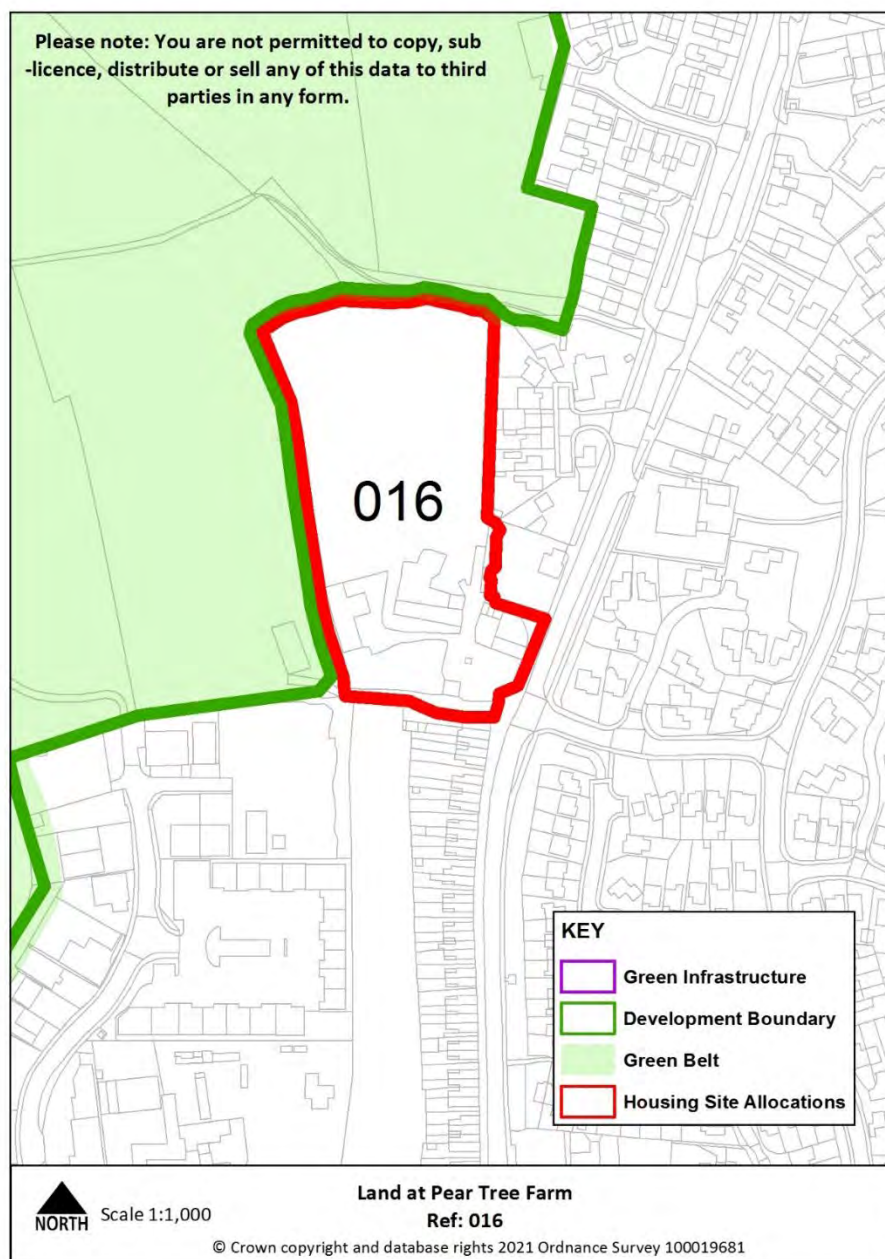 Please note: You are not permitted to copy, sub
-licence, distribute or sell any of this data to third
parties in any form.
016
KEY
Green Infrastructure
Development Boundary
Green Belt
Housing Site Allocations
NORTH
Scale 1:1,000
Land at Pear Tree Farm
Ref: 016
© Crown copyright and database rights 2021 Ordnance Survey 100019681